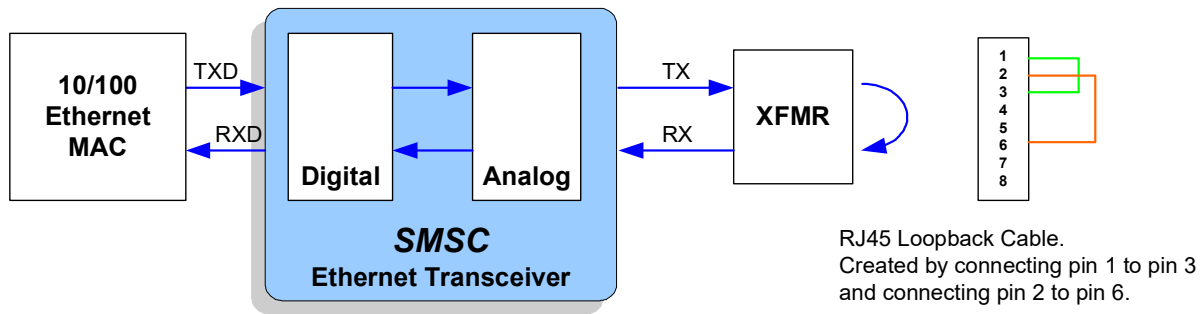 10/100
Ethernet
MAC
TXD
RXD
Digital
Analog
SMSC
Ethernet Transceiver
TX
RX
XFMR
1
2
3
4
5
6
7
8
RJ45 Loopback Cable.
Created by connecting pin 1 to pin 3
and connecting pin 2 to pin 6.